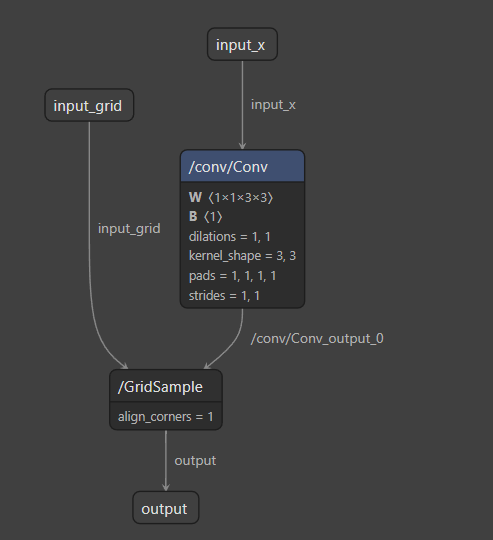 input_x
input_grid
input_x
/conv/Conv
W 〈1×1×3×3〉
B 〈1〉
dilations = 1, 1
kernel_shape = 3, 3
pads = 1, 1, 1, 1
strides = 1, 1
input_grid
/conv/Conv_output_0
/GridSample
align_corners = 1
output
output